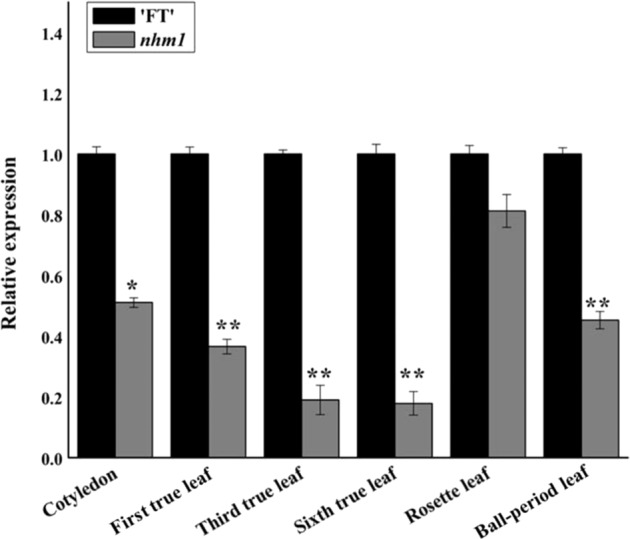 'FT'
nhm1
Relative expression
1.4
1.2
1.0
0.8
0.6
0.4
0.2
0.0
*
**
**
**
**
Cotyledon
First true leaf
Third true leaf
Sixth true leaf
Rosette leaf
Ball-period leaf